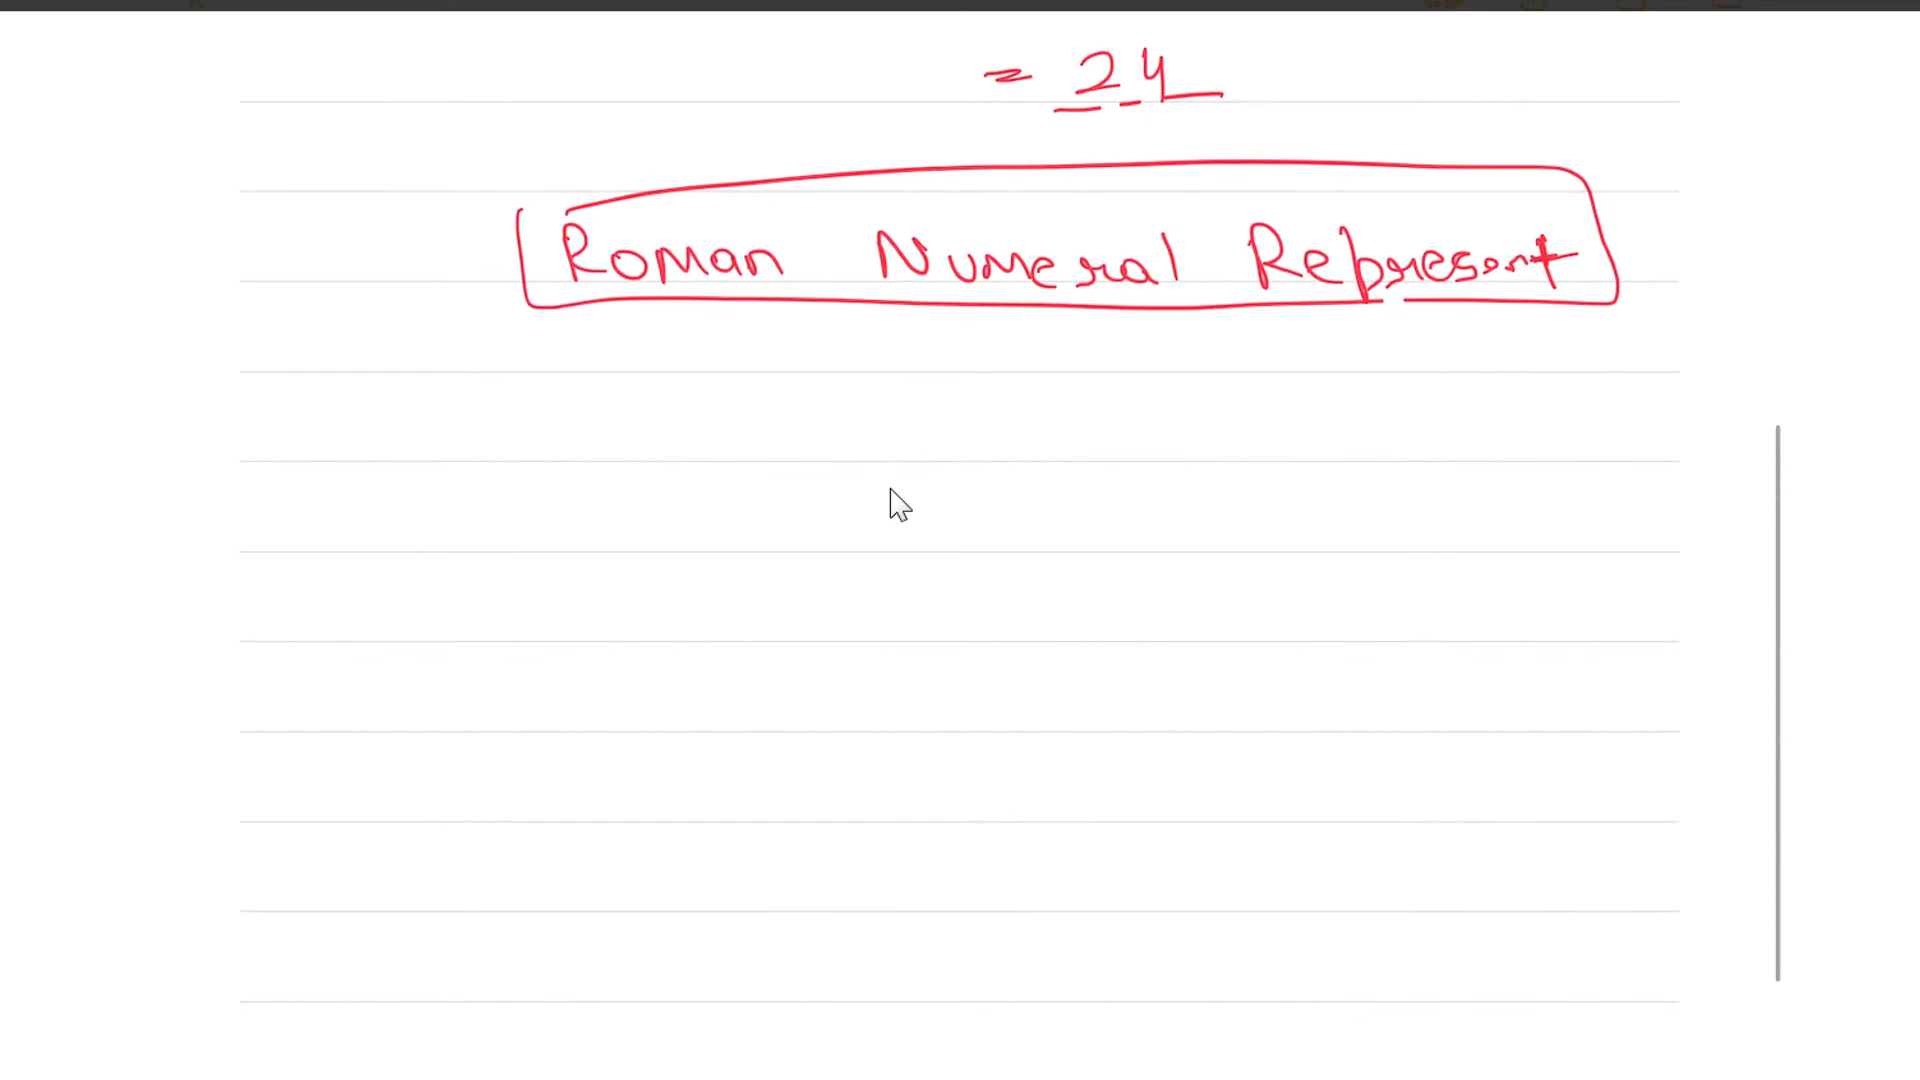 = 24
Roman Numeral Represent